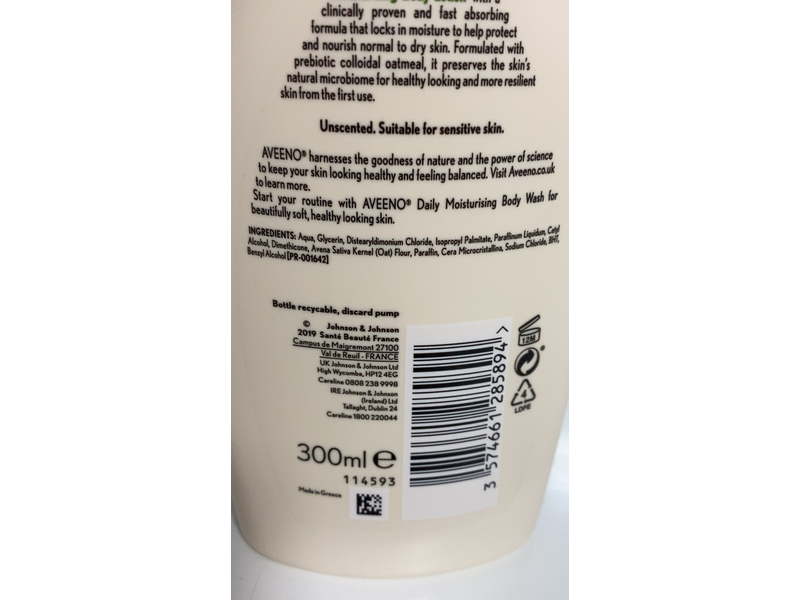 with a
clinically proven and fast absorbing
formula that locks in moisture to help protect
and nourish normal to dry skin. Formulated with
prebiotic colloidal oatmeal, it preserves the skin's
natural microbiome for healthy looking and more resilient
skin from the first use.
Unscented. Suitable for sensitive skin.
AVEENO® harnesses the goodness of nature and the power of science
to keep your skin looking healthy and feeling balanced. Visit Aveeno.co.uk
to learn more.
Start your routine with AVEENO® Daily Moisturising Body Wash for
beautifully soft, healthy looking skin.
INGREDIENTS: Aqua, Glycerin, Distearyldimonium Chloride, Isopropyl Palmitate, Paraffinum Liquidum, Cetyl
Alcohol, Dimethicone, Avena Sativa Kernel (Oat) Flour, Paraffin, Cera Microcristallina, Sodium Chloride, BHT,
Benzyl Alcohol [PR-001642]
Bottle recycable, discard pump
© Johnson & Johnson
2019 Santé Beauté France
Campus de Maigremont 27100
Val de Reuil - FRANCE
UK Johnson & Johnson Ltd
High Wycombe, HP12 4EG
Careline 0808 238 9998
IRE Johnson & Johnson
(Ireland) Ltd
Tallaght, Dublin 24
Careline 1800 220044
300ml e
114593
Made in Greece
3 574661 285894 >
12M
4
LDPE